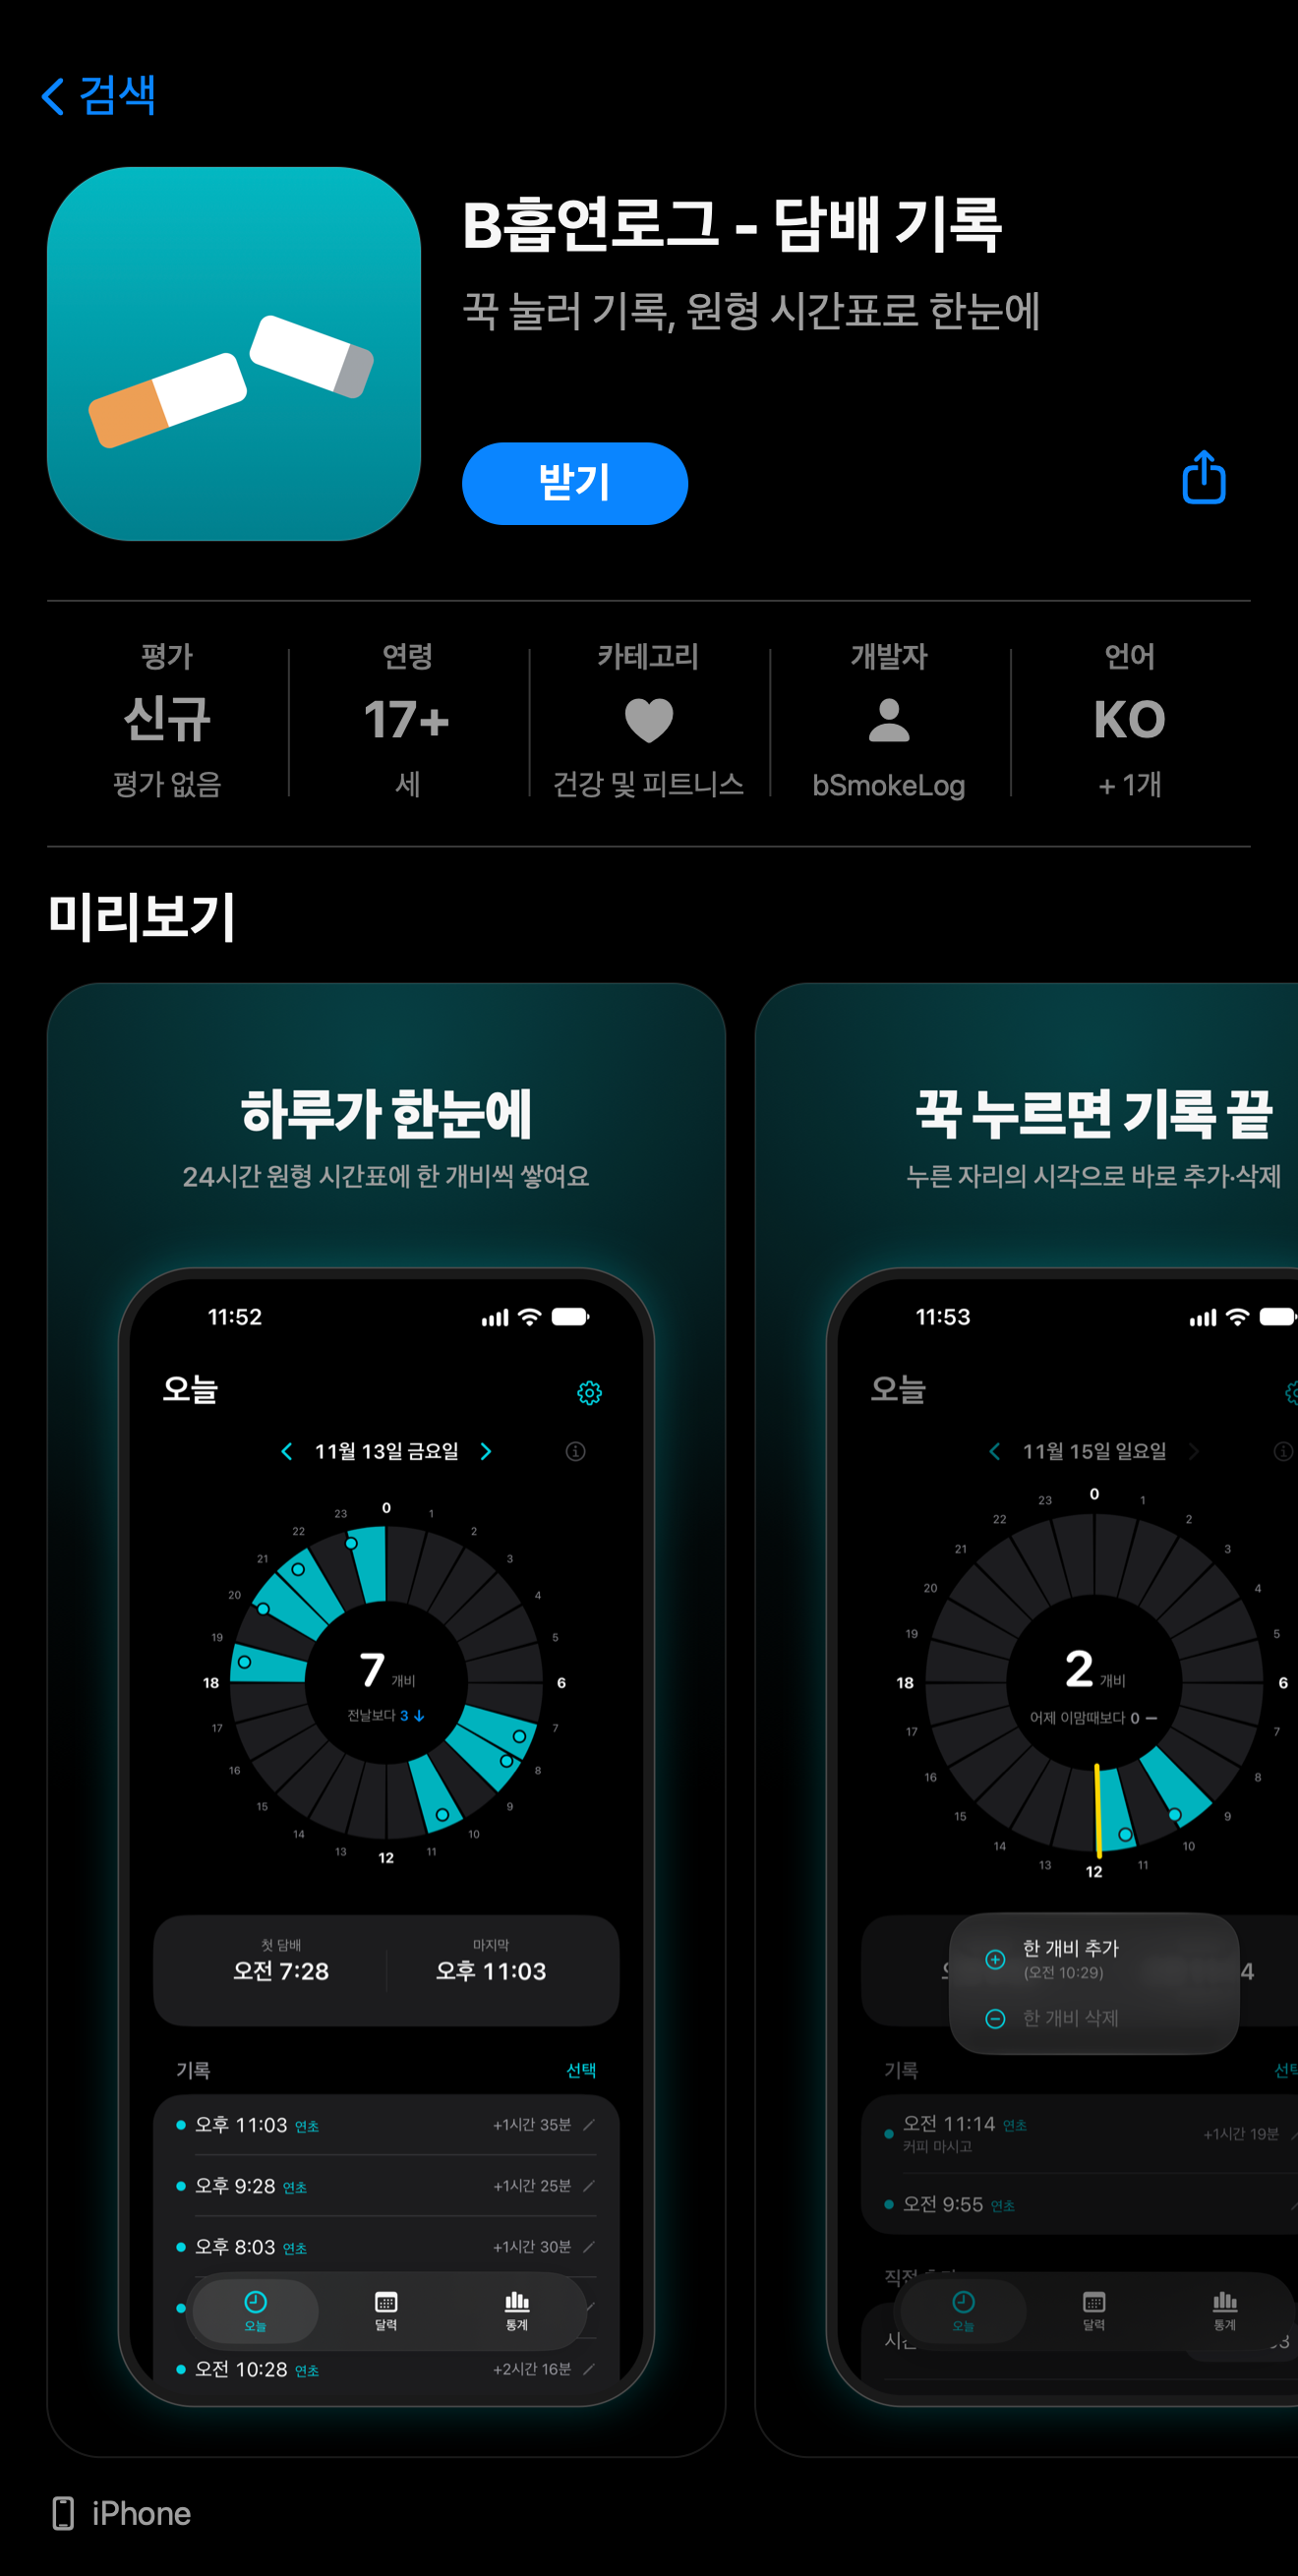 검색
B흡연로그 - 담배 기록
꾹 눌러 기록, 원형 시간표로 한눈에
받기
평가
신규
평가 없음
연령
17+
세
카테고리
건강 및 피트니스
개발자
bSmokeLog
언어
KO
+ 1개
미리보기
하루가 한눈에
24시간 원형 시간표에 한 개비씩 쌓여요
11:52
오늘
11월 13일 금요일
0
1
2
3
4
5
6
7
8
9
10
11
12
13
14
15
16
17
18
19
20
21
22
23
7 개비
전날보다 3 ↓
첫 담배
오전 7:28
마지막
오후 11:03
기록
선택
오후 11:03 연초
+1시간 35분
오후 9:28 연초
+1시간 25분
오후 8:03 연초
+1시간 30분
오늘
달력
통계
오전 10:28 연초
+2시간 16분
꾹 누르면 기록 끝
누른 자리의 시각으로 바로 추가·삭제
11:53
오늘
11월 15일 일요일
0
1
2
3
4
5
6
7
8
9
10
11
12
13
14
15
16
17
18
19
20
21
22
23
2 개비
어제 이맘때보다 0 –
한 개비 추가
(오전 10:29)
한 개비 삭제
4
기록
오전 11:14 연초
커피 마시고
+1시간 19분
오전 9:55 연초
오늘
달력
통계
iPhone